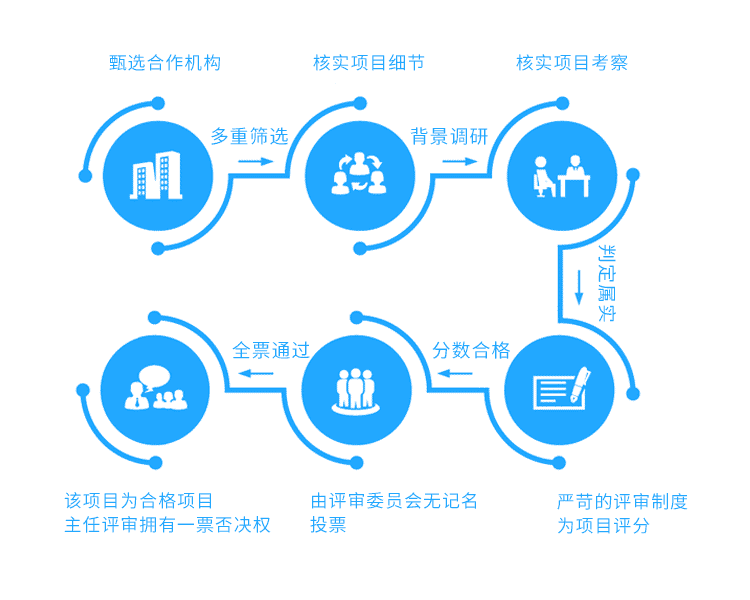 甄选合作机构
核实项目细节
核实项目考察
多重筛选
背景调研
判定属实
全票通过
分数合格
该项目为合格项目
主任评审拥有一票否决权
由评审委员会无记名
投票
严苛的评审制度
为项目评分